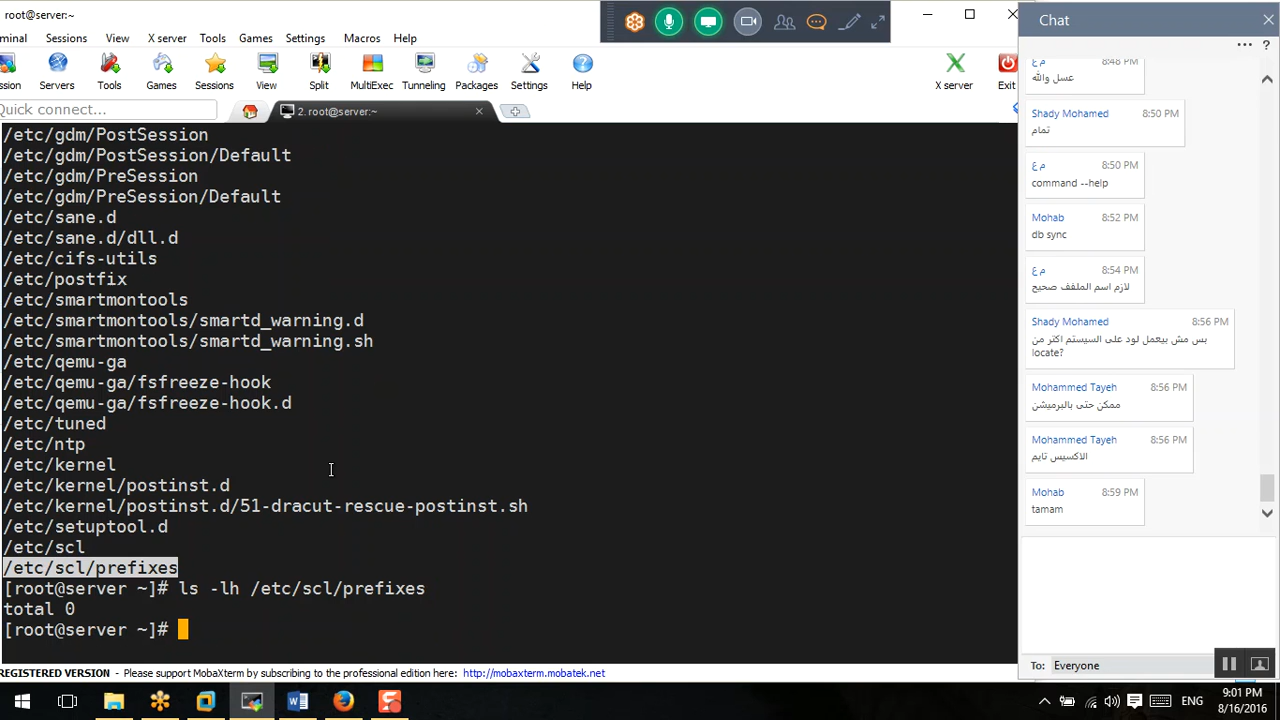 root@server:~
Chat
minal
Sessions
View
X server
Tools
Games
Settings
Macros
Help
ssion
Servers
Tools
Games
Sessions
View
Split
MultiExec
Tunneling
Packages
Settings
Help
X server
Exit
Quick connect...
2. root@server:~
/etc/gdm/PostSession
/etc/gdm/PostSession/Default
/etc/gdm/PreSession
/etc/gdm/PreSession/Default
/etc/sane.d
/etc/sane.d/dll.d
/etc/cifs-utils
/etc/postfix
/etc/smartmontools
/etc/smartmontools/smartd_warning.d
/etc/smartmontools/smartd_warning.sh
/etc/qemu-ga
/etc/qemu-ga/fsfreeze-hook
/etc/qemu-ga/fsfreeze-hook.d
/etc/tuned
/etc/ntp
/etc/kernel
/etc/kernel/postinst.d
/etc/kernel/postinst.d/51-dracut-rescue-postinst.sh
/etc/setuptool.d
/etc/scl
/etc/scl/prefixes
[root@server ~]# ls -lh /etc/scl/prefixes
total 0
[root@server ~]#
REGISTERED VERSION - Please support MobaXterm by subscribing to the professional edition here: http://mobaxterm.mobatek.net
م ع 8:48 PM
عسل والله
Shady Mohamed 8:50 PM
تمام
م ع 8:50 PM
command --help
Mohab 8:52 PM
db sync
م ع 8:54 PM
لازم اسم الملقف صحيح
Shady Mohamed 8:56 PM
بس مش بيعمل لود على السيستم اكتر من
locate?
Mohammed Tayeh 8:56 PM
ممكن حتى بالبرميشن
Mohammed Tayeh 8:56 PM
الاكسيس تايم
Mohab 8:59 PM
tamam
To: Everyone
ENG
9:01 PM
8/16/2016